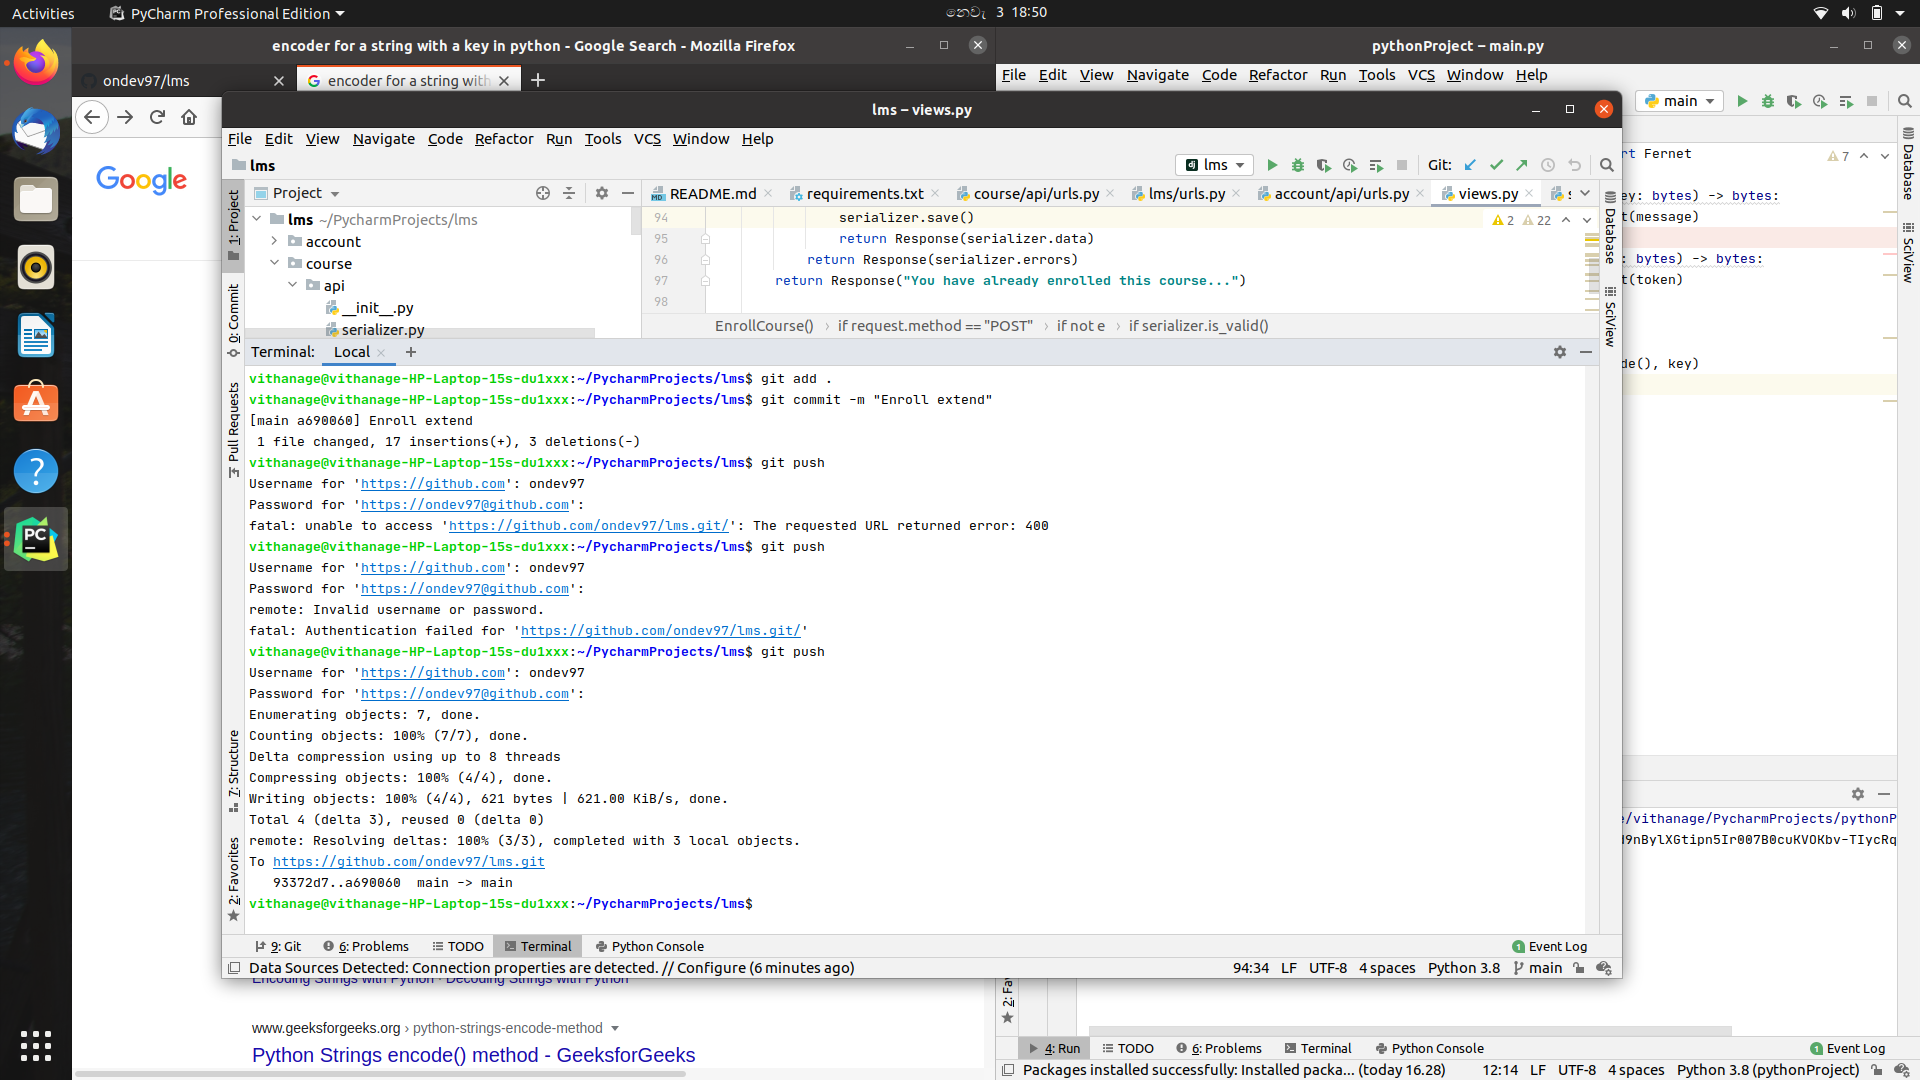 Activities
PyCharm Professional Edition
නොවැ 3 18:50
encoder for a string with a key in python - Google Search - Mozilla Firefox
ondev97/lms
encoder for a string with
Google
pythonProject – main.py
File Edit View Navigate Code Refactor Run Tools VCS Window Help
main
rt Fernet
7
ey: bytes) -> bytes:
t(message)
: bytes) -> bytes:
t(token)
de(), key)
Database
SciView
lms – views.py
File Edit View Navigate Code Refactor Run Tools VCS Window Help
lms
lms
Git:
1: Project
0: Commit
Pull Requests
7: Structure
2: Favorites
Project
lms ~/PycharmProjects/lms
account
course
api
__init__.py
serializer.py
README.md
requirements.txt
course/api/urls.py
lms/urls.py
account/api/urls.py
views.py
94 serializer.save()
95 return Response(serializer.data)
96 return Response(serializer.errors)
97 return Response("You have already enrolled this course...")
98
2 22
EnrollCourse() › if request.method == "POST" › if not e › if serializer.is_valid()
Database
SciView
Terminal: Local +
vithanage@vithanage-HP-Laptop-15s-du1xxx:~/PycharmProjects/lms$ git add .
vithanage@vithanage-HP-Laptop-15s-du1xxx:~/PycharmProjects/lms$ git commit -m "Enroll extend"
[main a690060] Enroll extend
1 file changed, 17 insertions(+), 3 deletions(-)
vithanage@vithanage-HP-Laptop-15s-du1xxx:~/PycharmProjects/lms$ git push
Username for 'https://github.com': ondev97
Password for 'https://ondev97@github.com':
fatal: unable to access 'https://github.com/ondev97/lms.git/': The requested URL returned error: 400
vithanage@vithanage-HP-Laptop-15s-du1xxx:~/PycharmProjects/lms$ git push
Username for 'https://github.com': ondev97
Password for 'https://ondev97@github.com':
remote: Invalid username or password.
fatal: Authentication failed for 'https://github.com/ondev97/lms.git/'
vithanage@vithanage-HP-Laptop-15s-du1xxx:~/PycharmProjects/lms$ git push
Username for 'https://github.com': ondev97
Password for 'https://ondev97@github.com':
Enumerating objects: 7, done.
Counting objects: 100% (7/7), done.
Delta compression using up to 8 threads
Compressing objects: 100% (4/4), done.
Writing objects: 100% (4/4), 621 bytes | 621.00 KiB/s, done.
Total 4 (delta 3), reused 0 (delta 0)
remote: Resolving deltas: 100% (3/3), completed with 3 local objects.
To https://github.com/ondev97/lms.git
93372d7..a690060 main -> main
vithanage@vithanage-HP-Laptop-15s-du1xxx:~/PycharmProjects/lms$
9: Git
6: Problems
TODO
Terminal
Python Console
1 Event Log
Data Sources Detected: Connection properties are detected. // Configure (6 minutes ago)
94:34 LF UTF-8 4 spaces Python 3.8 main
/vithanage/PycharmProjects/pythonP
9nBylXGtipn5Ir007B0cuKVOKbv-TIycRq
Encoding Strings with Python · Decoding Strings with Python
www.geeksforgeeks.org › python-strings-encode-method
Python Strings encode() method - GeeksforGeeks
2: Fa
4: Run
TODO
6: Problems
Terminal
Python Console
1 Event Log
Packages installed successfully: Installed packa... (today 16.28)
12:14 LF UTF-8 4 spaces Python 3.8 (pythonProject)